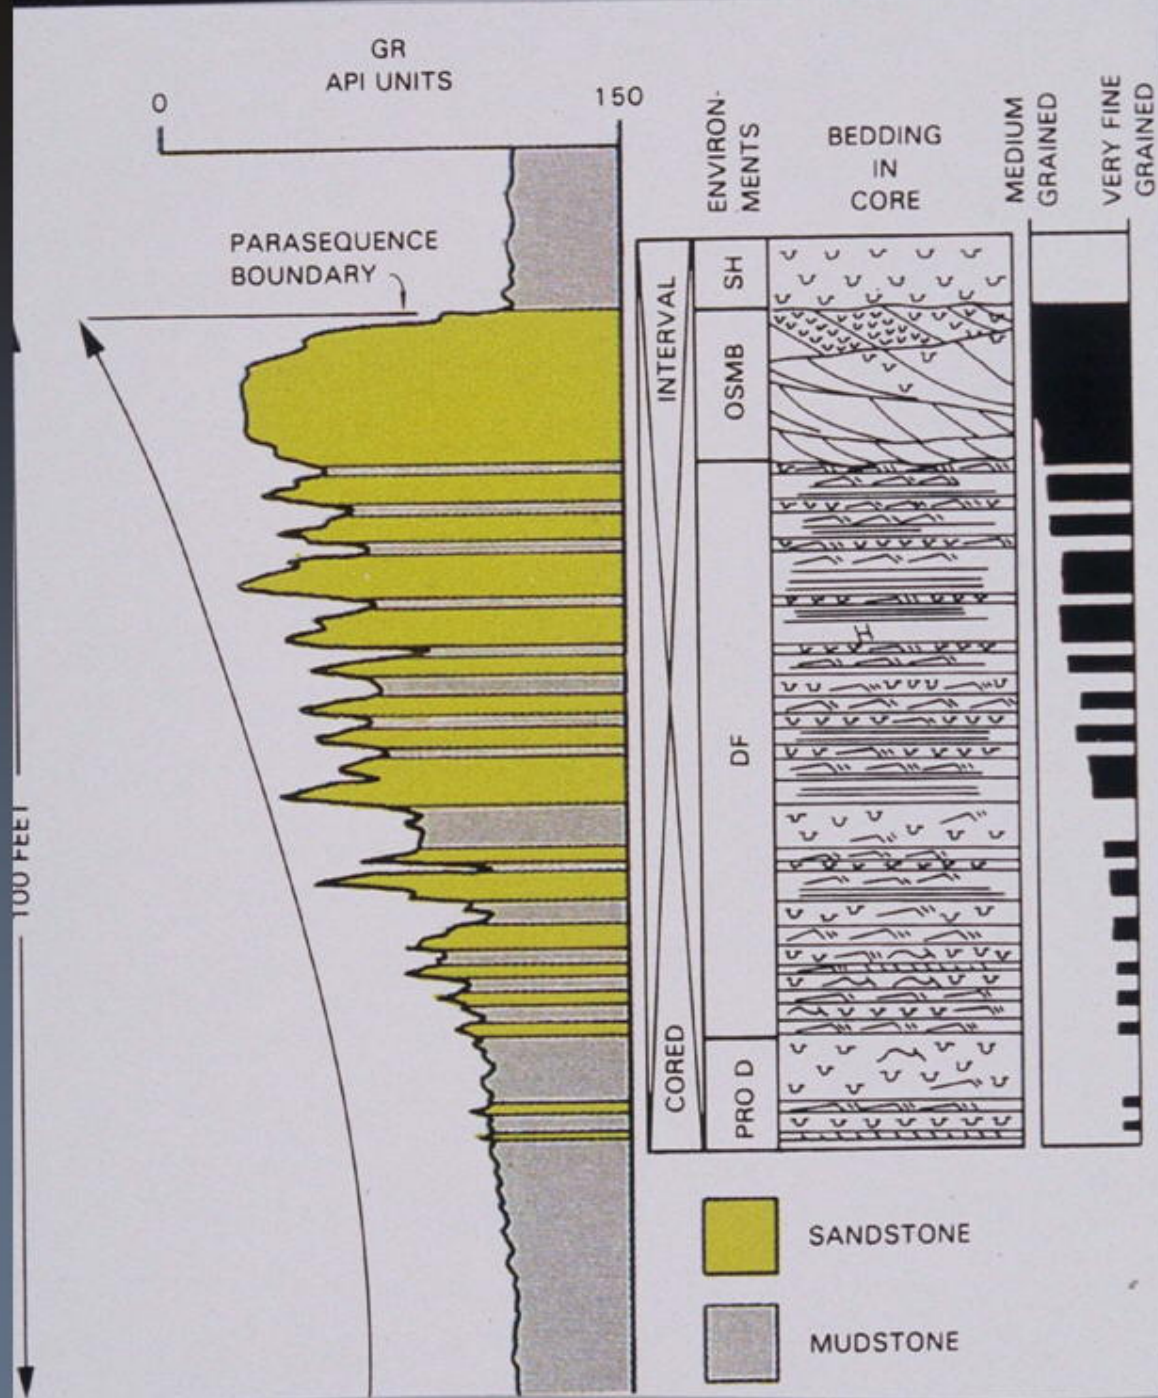 GR
API UNITS
0
150
ENVIRON-
MENTS
BEDDING
IN
CORE
MEDIUM
GRAINED
VERY FINE
GRAINED
PARASEQUENCE
BOUNDARY
INTERVAL
CORED
SH
OSMB
DF
PRO D
100 FEET
H
SANDSTONE
MUDSTONE